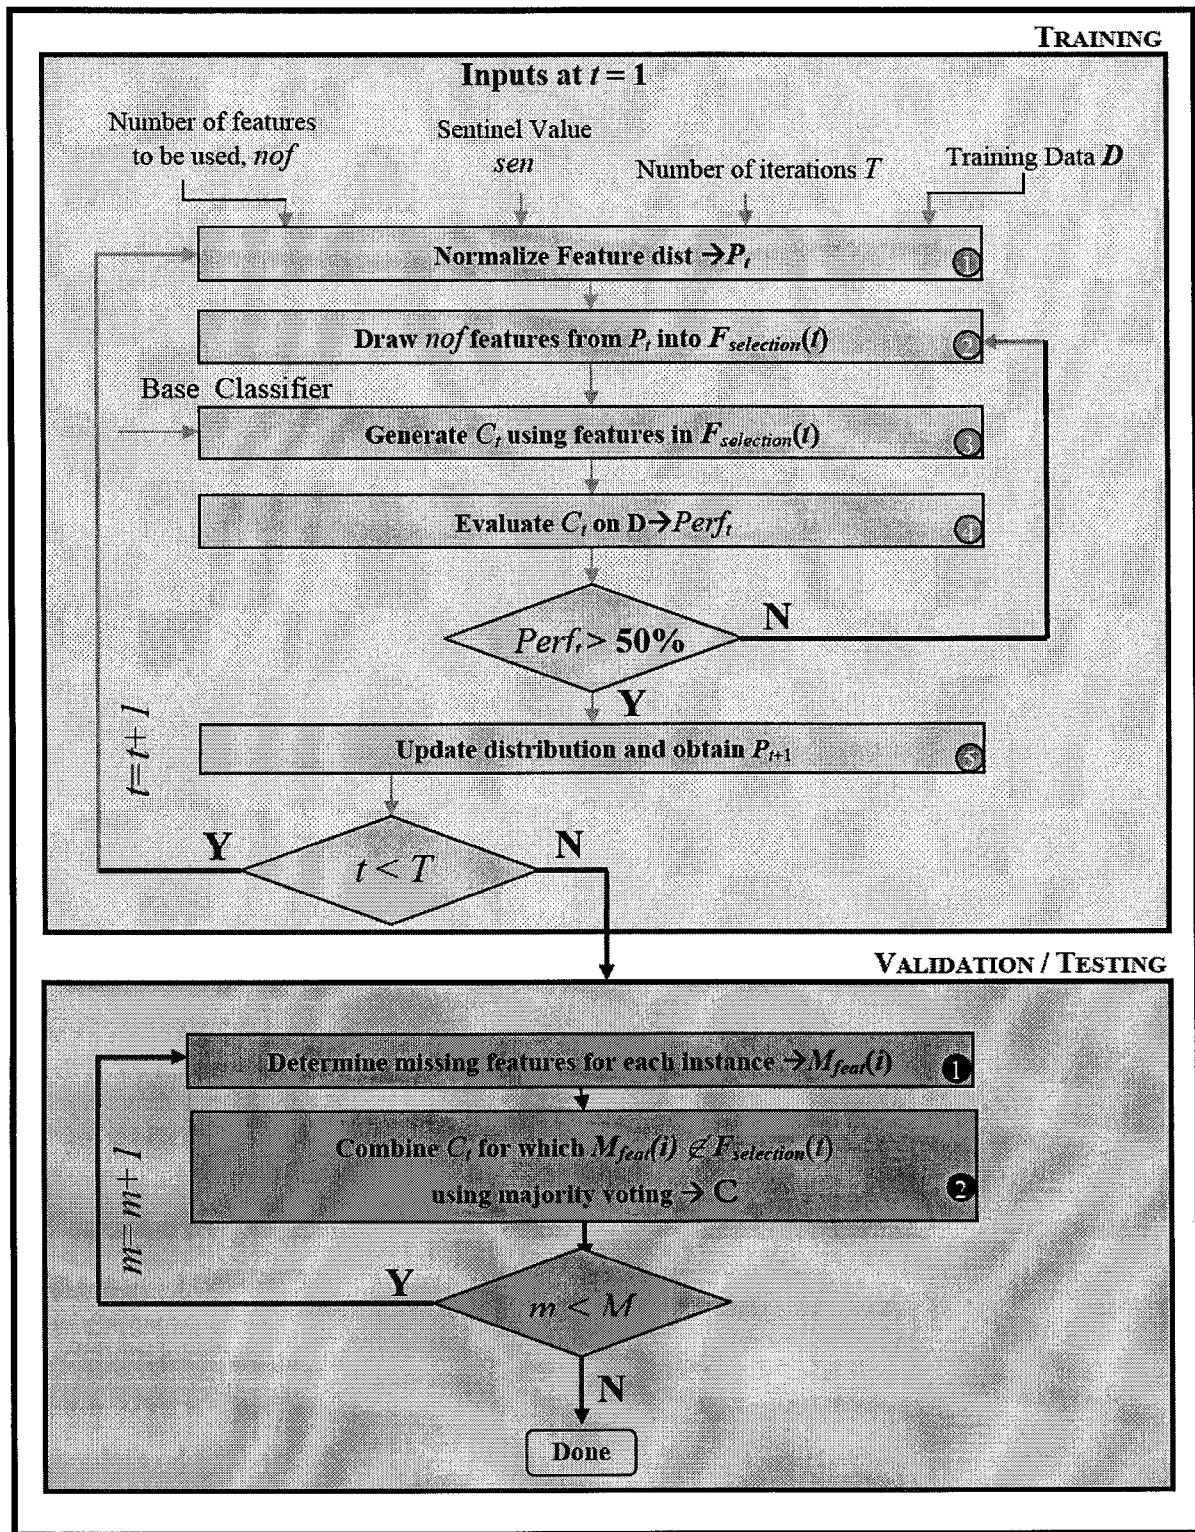 TRAINING
Inputs at t = 1
Number of features
to be used, nof
Sentinel Value
sen
Number of iterations T
Training Data D
Normalize Feature dist →Pt
1
Draw nof features from Pt into Fselection(t)
2
Base Classifier
Generate Ct using features in Fselection(t)
3
Evaluate Ct on D→Perft
4
Perft > 50%
N
Y
Update distribution and obtain Pt+1
5
t=t+1
Y
t < T
N
VALIDATION / TESTING
Determine missing features for each instance →Mfeat(i)
1
Combine Ct for which Mfeat(i) ∉ Fselection(t)
using majority voting → C
2
m=m+1
Y
m < M
N
Done